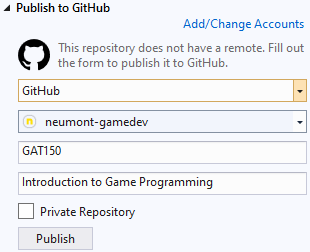 Publish to GitHub
Add/Change Accounts
This repository does not have a remote. Fill out
the form to publish it to GitHub.
GitHub
neumont-gamedev
GAT150
Introduction to Game Programming
Private Repository
Publish